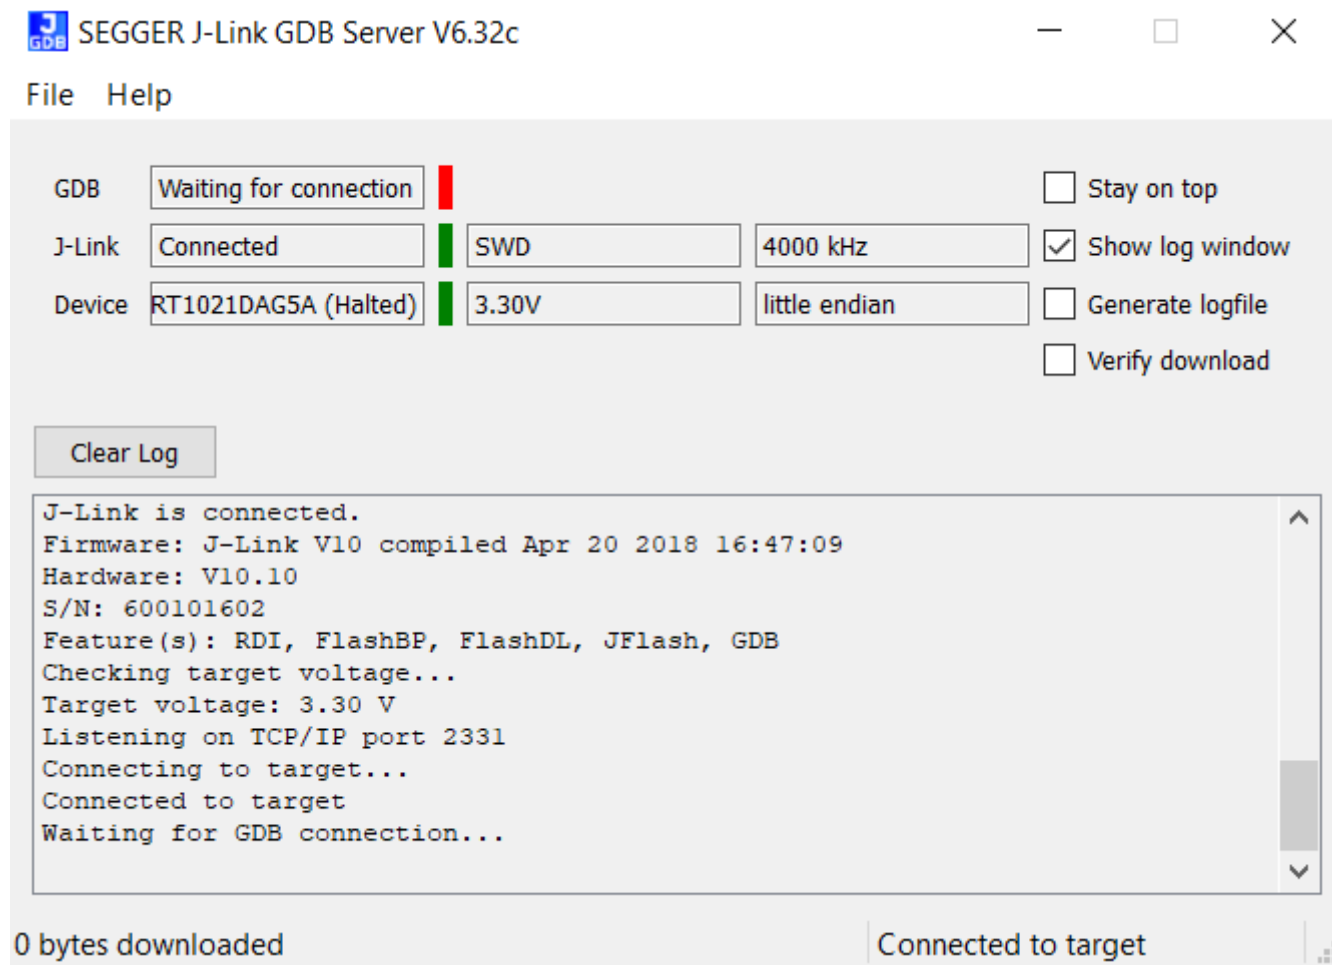 J
GDB
SEGGER J-Link GDB Server V6.32c
File Help
GDB Waiting for connection Stay on top
J-Link Connected SWD 4000 kHz Show log window
Device RT1021DAG5A (Halted) 3.30V little endian Generate logfile
Verify download
Clear Log
J-Link is connected.
Firmware: J-Link V10 compiled Apr 20 2018 16:47:09
Hardware: V10.10
S/N: 600101602
Feature(s): RDI, FlashBP, FlashDL, JFlash, GDB
Checking target voltage...
Target voltage: 3.30 V
Listening on TCP/IP port 2331
Connecting to target...
Connected to target
Waiting for GDB connection...
0 bytes downloaded Connected to target